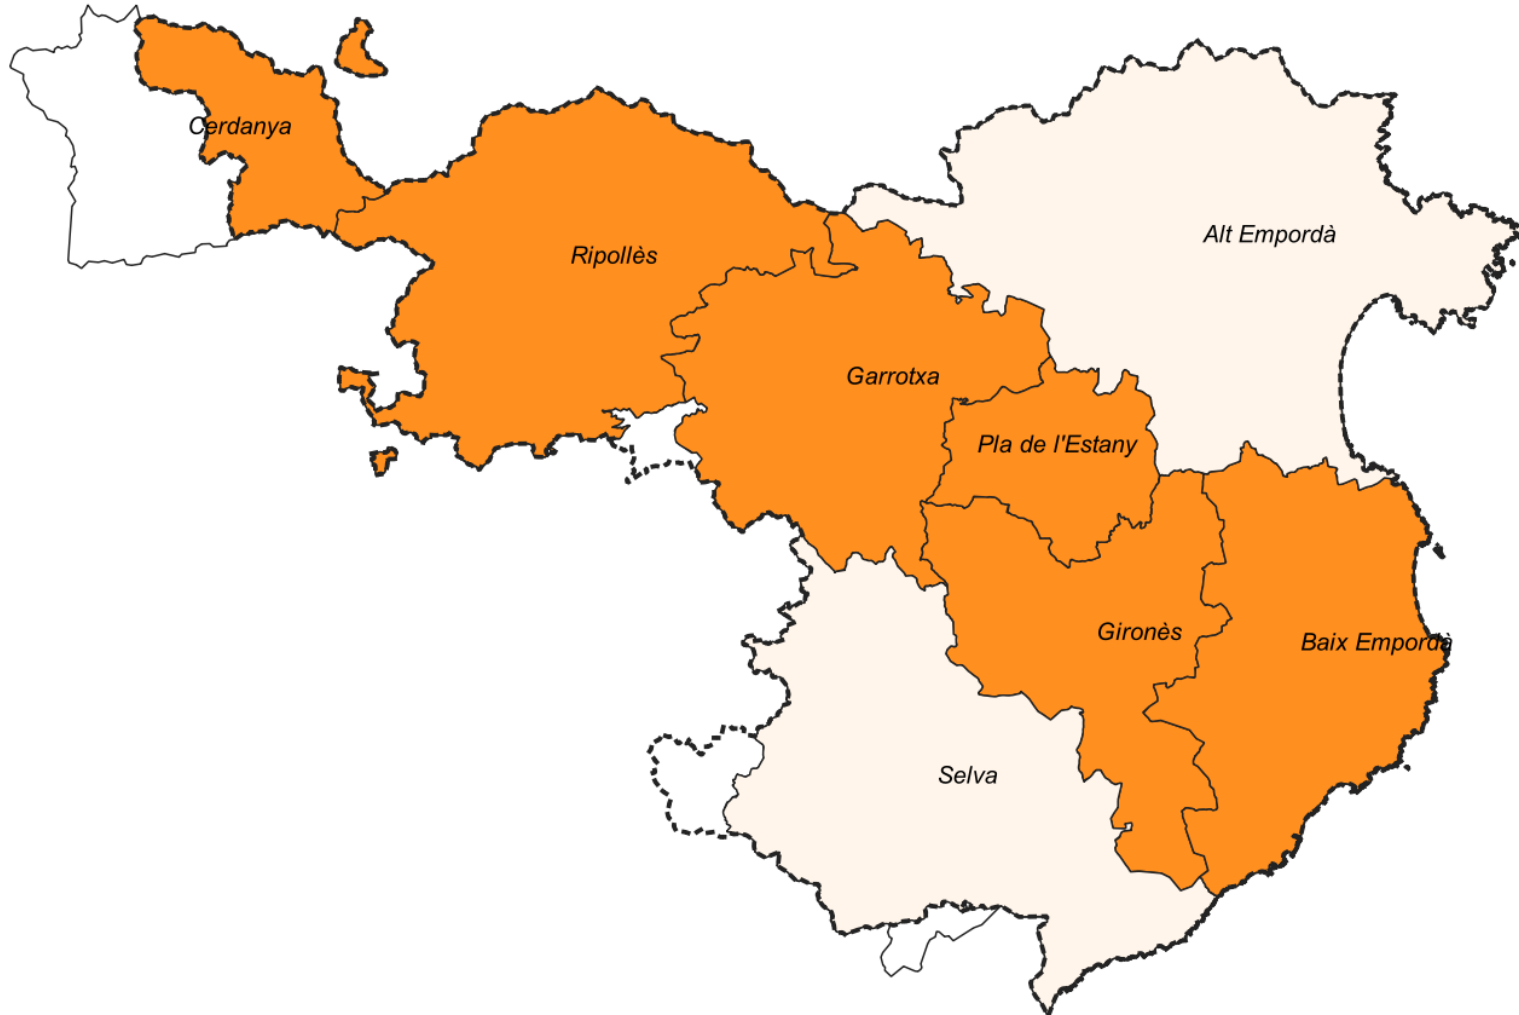 Cerdanya
Alt Empordà
Ripollès
Garrotxa
Pla de l'Estany
Gironès
Baix Empordà
Selva